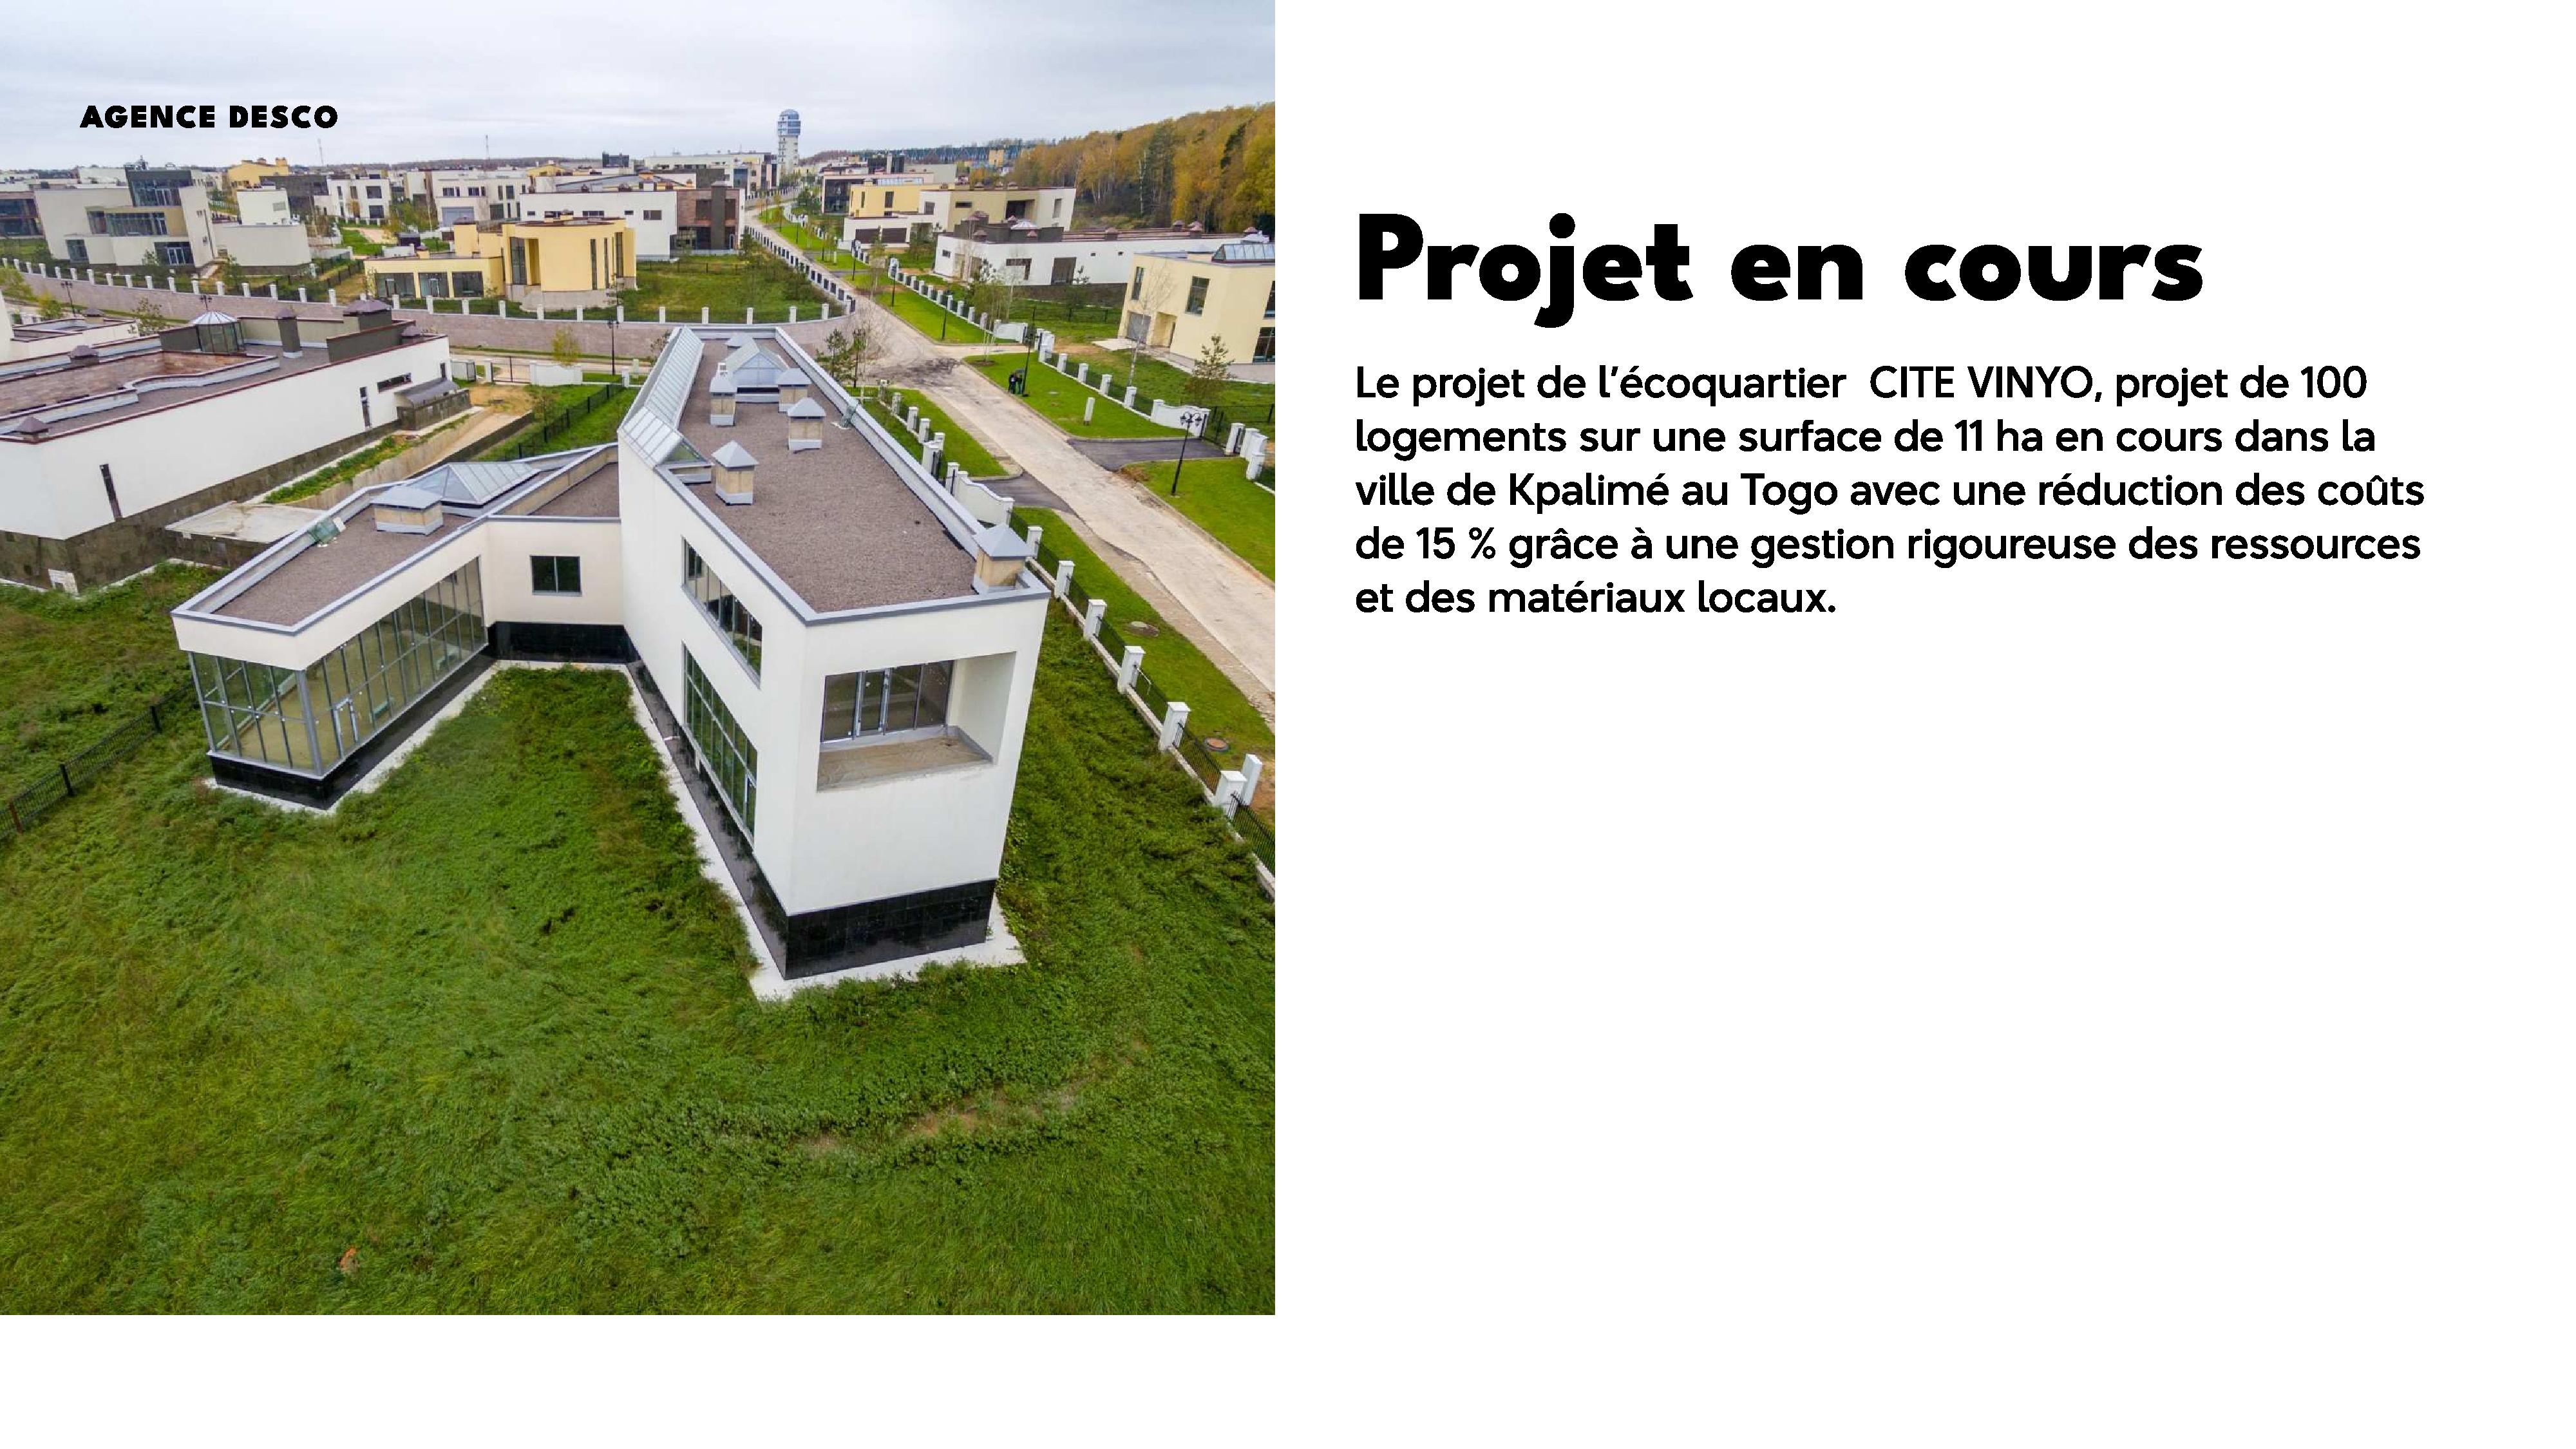 AGENCE DESCO
Projet en cours
Le projet de l'écoquartier  CITE VINYO, projet de 100
logements sur une surface de 11 ha en cours dans la
ville de Kpalimé au Togo avec une réduction des coûts
de 15 % grâce à une gestion rigoureuse des ressources
et des matériaux locaux.